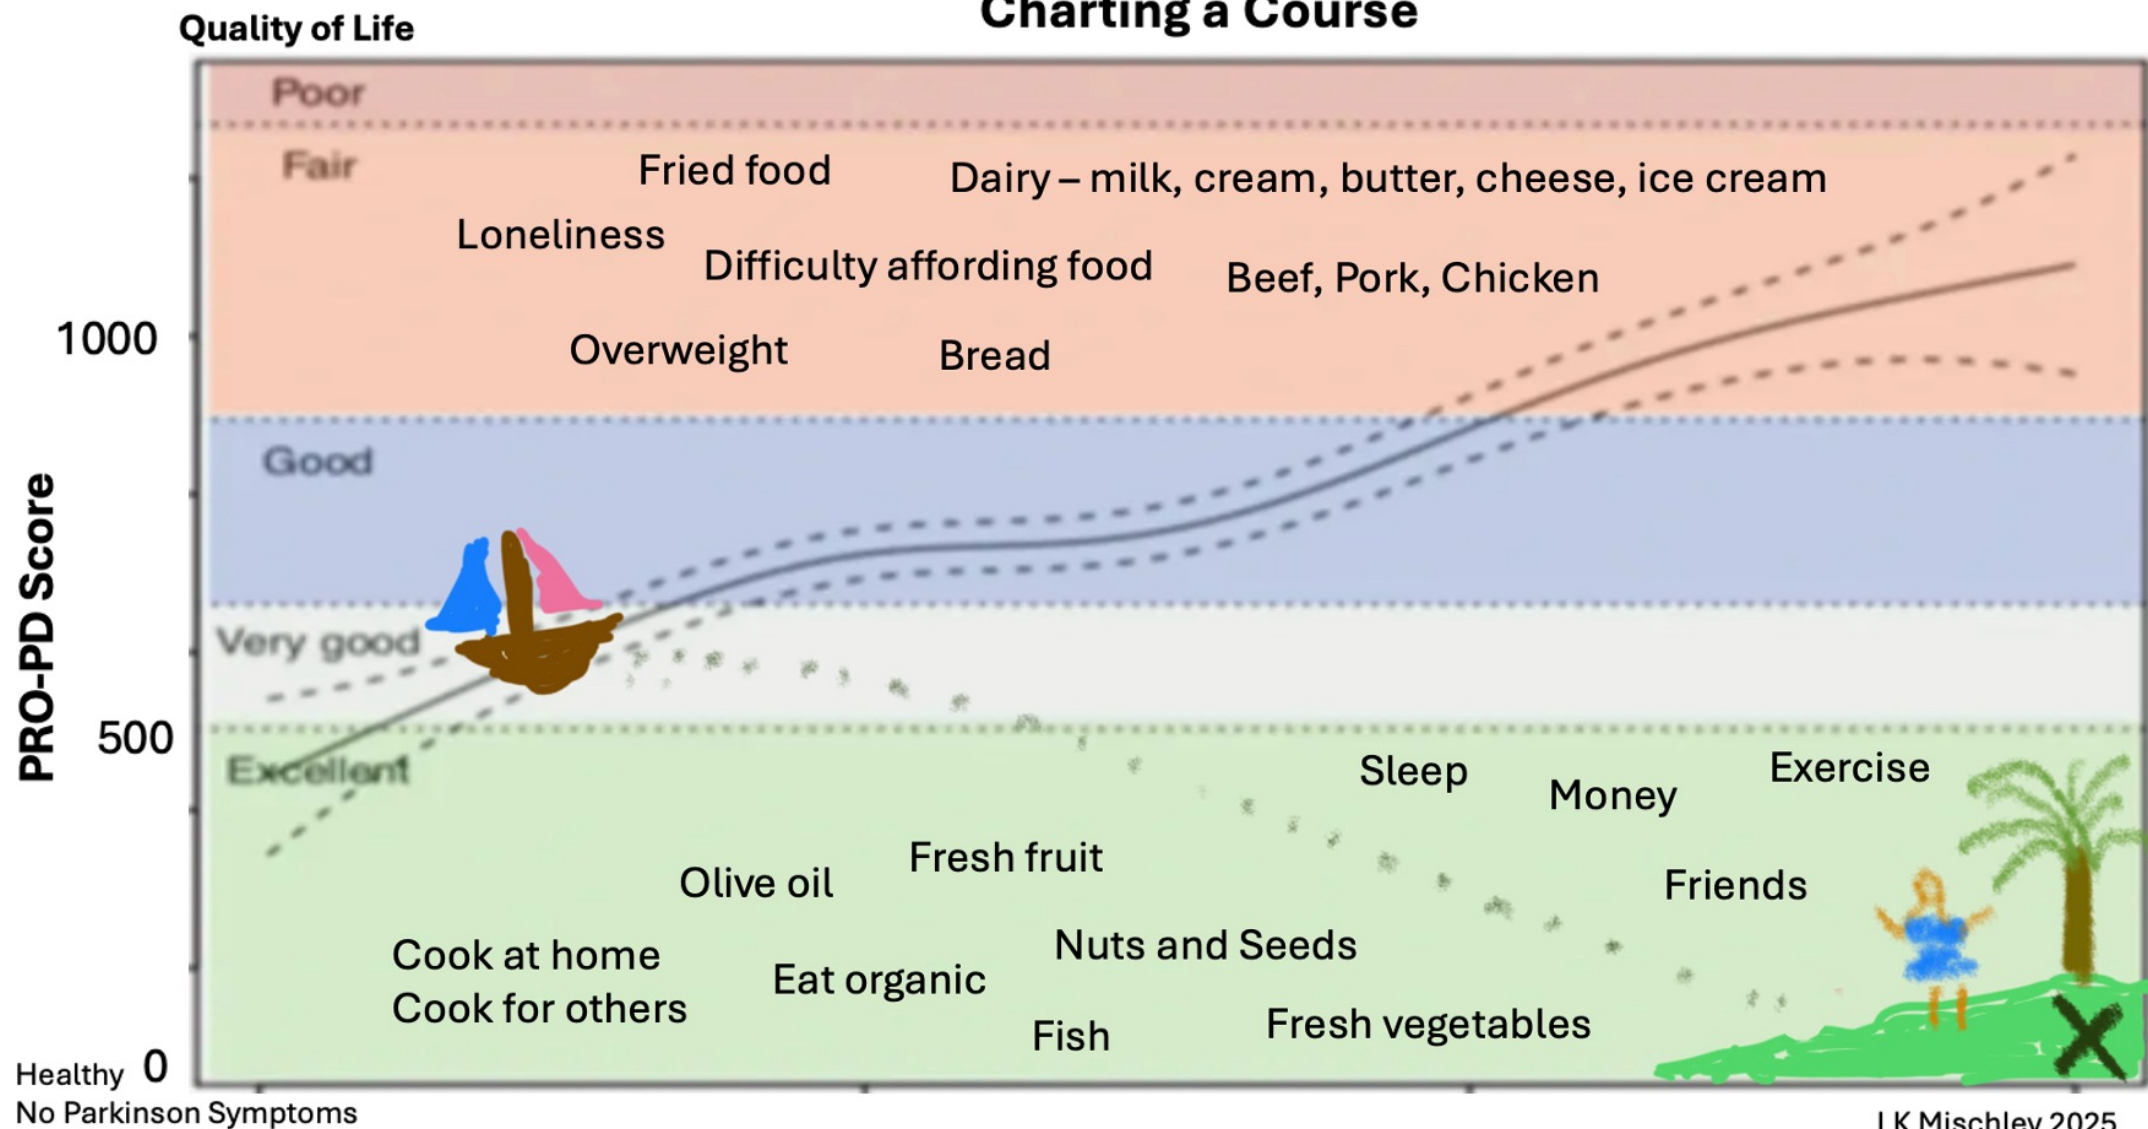 Charting a Course
Quality of Life
Poor
Fair
Fried food
Dairy – milk, cream, butter, cheese, ice cream
Loneliness
Difficulty affording food
Beef, Pork, Chicken
1000
Overweight
Bread
Good
PRO-PD Score
Very good
500
Excellent
Sleep
Money
Exercise
Olive oil
Fresh fruit
Friends
Cook at home
Cook for others
Eat organic
Nuts and Seeds
Fish
Fresh vegetables
Healthy 0
No Parkinson Symptoms
LK Mischley 2025